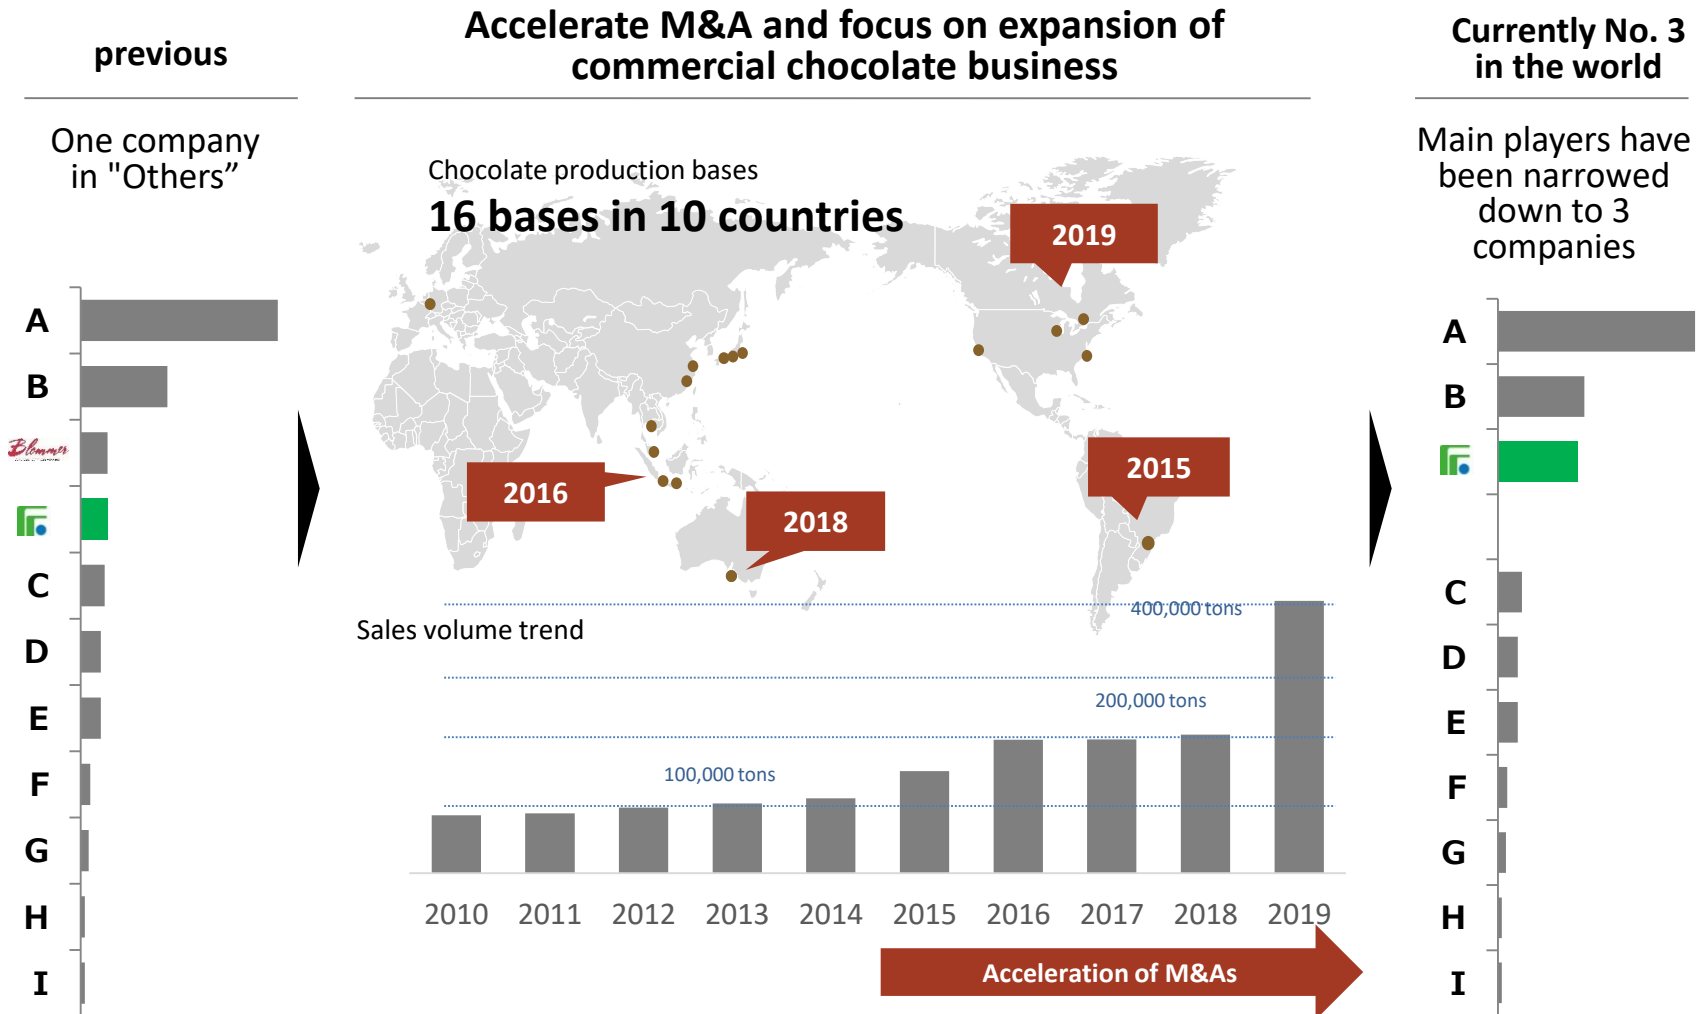 previous
One company
in "Others”
A
B
Blommer
C
D
E
F
G
H
I
Accelerate M&A and focus on expansion of
commercial chocolate business
Chocolate production bases
16 bases in 10 countries
2019
2016
2018
2015
Sales volume trend
400,000 tons
200,000 tons
100,000 tons
2010 2011 2012 2013 2014 2015 2016 2017 2018 2019
Acceleration of M&As
Currently No. 3
in the world
Main players have
been narrowed
down to 3
companies
A
B
C
D
E
F
G
H
I